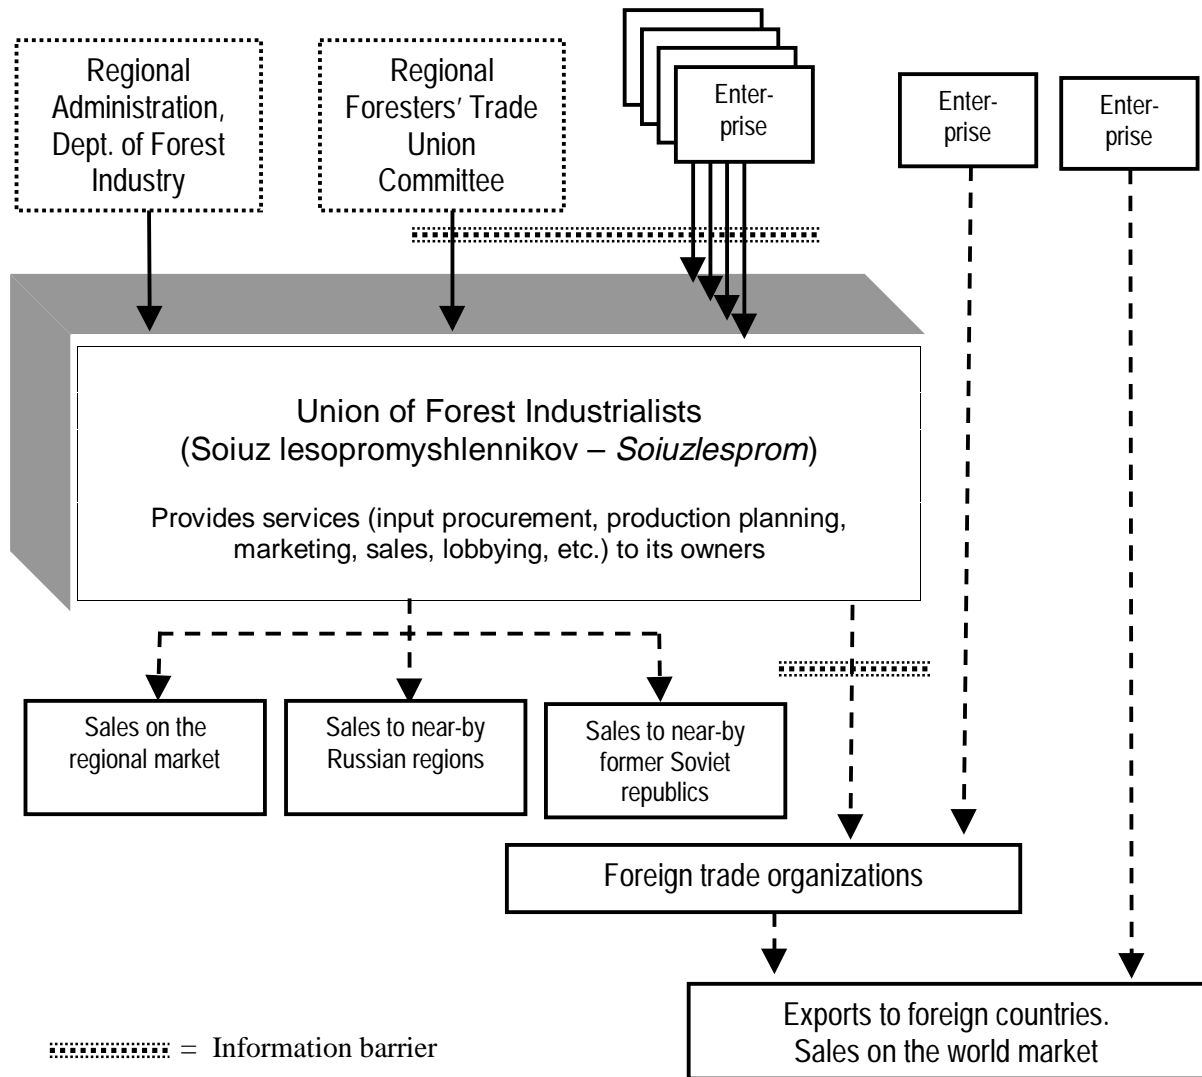 Regional
Administration,
Dept. of Forest
Industry
Regional
Foresters' Trade
Union
Committee
Enter-
prise
Enter-
prise
Enter-
prise
Union of Forest Industrialists
(Soiuz lesopromyshlennikov – Soiuzlesprom)
Provides services (input procurement, production planning,
marketing, sales, lobbying, etc.) to its owners
Sales on the
regional market
Sales to near-by
Russian regions
Sales to near-by
former Soviet
republics
Foreign trade organizations
Exports to foreign countries.
Sales on the world market
= Information barrier